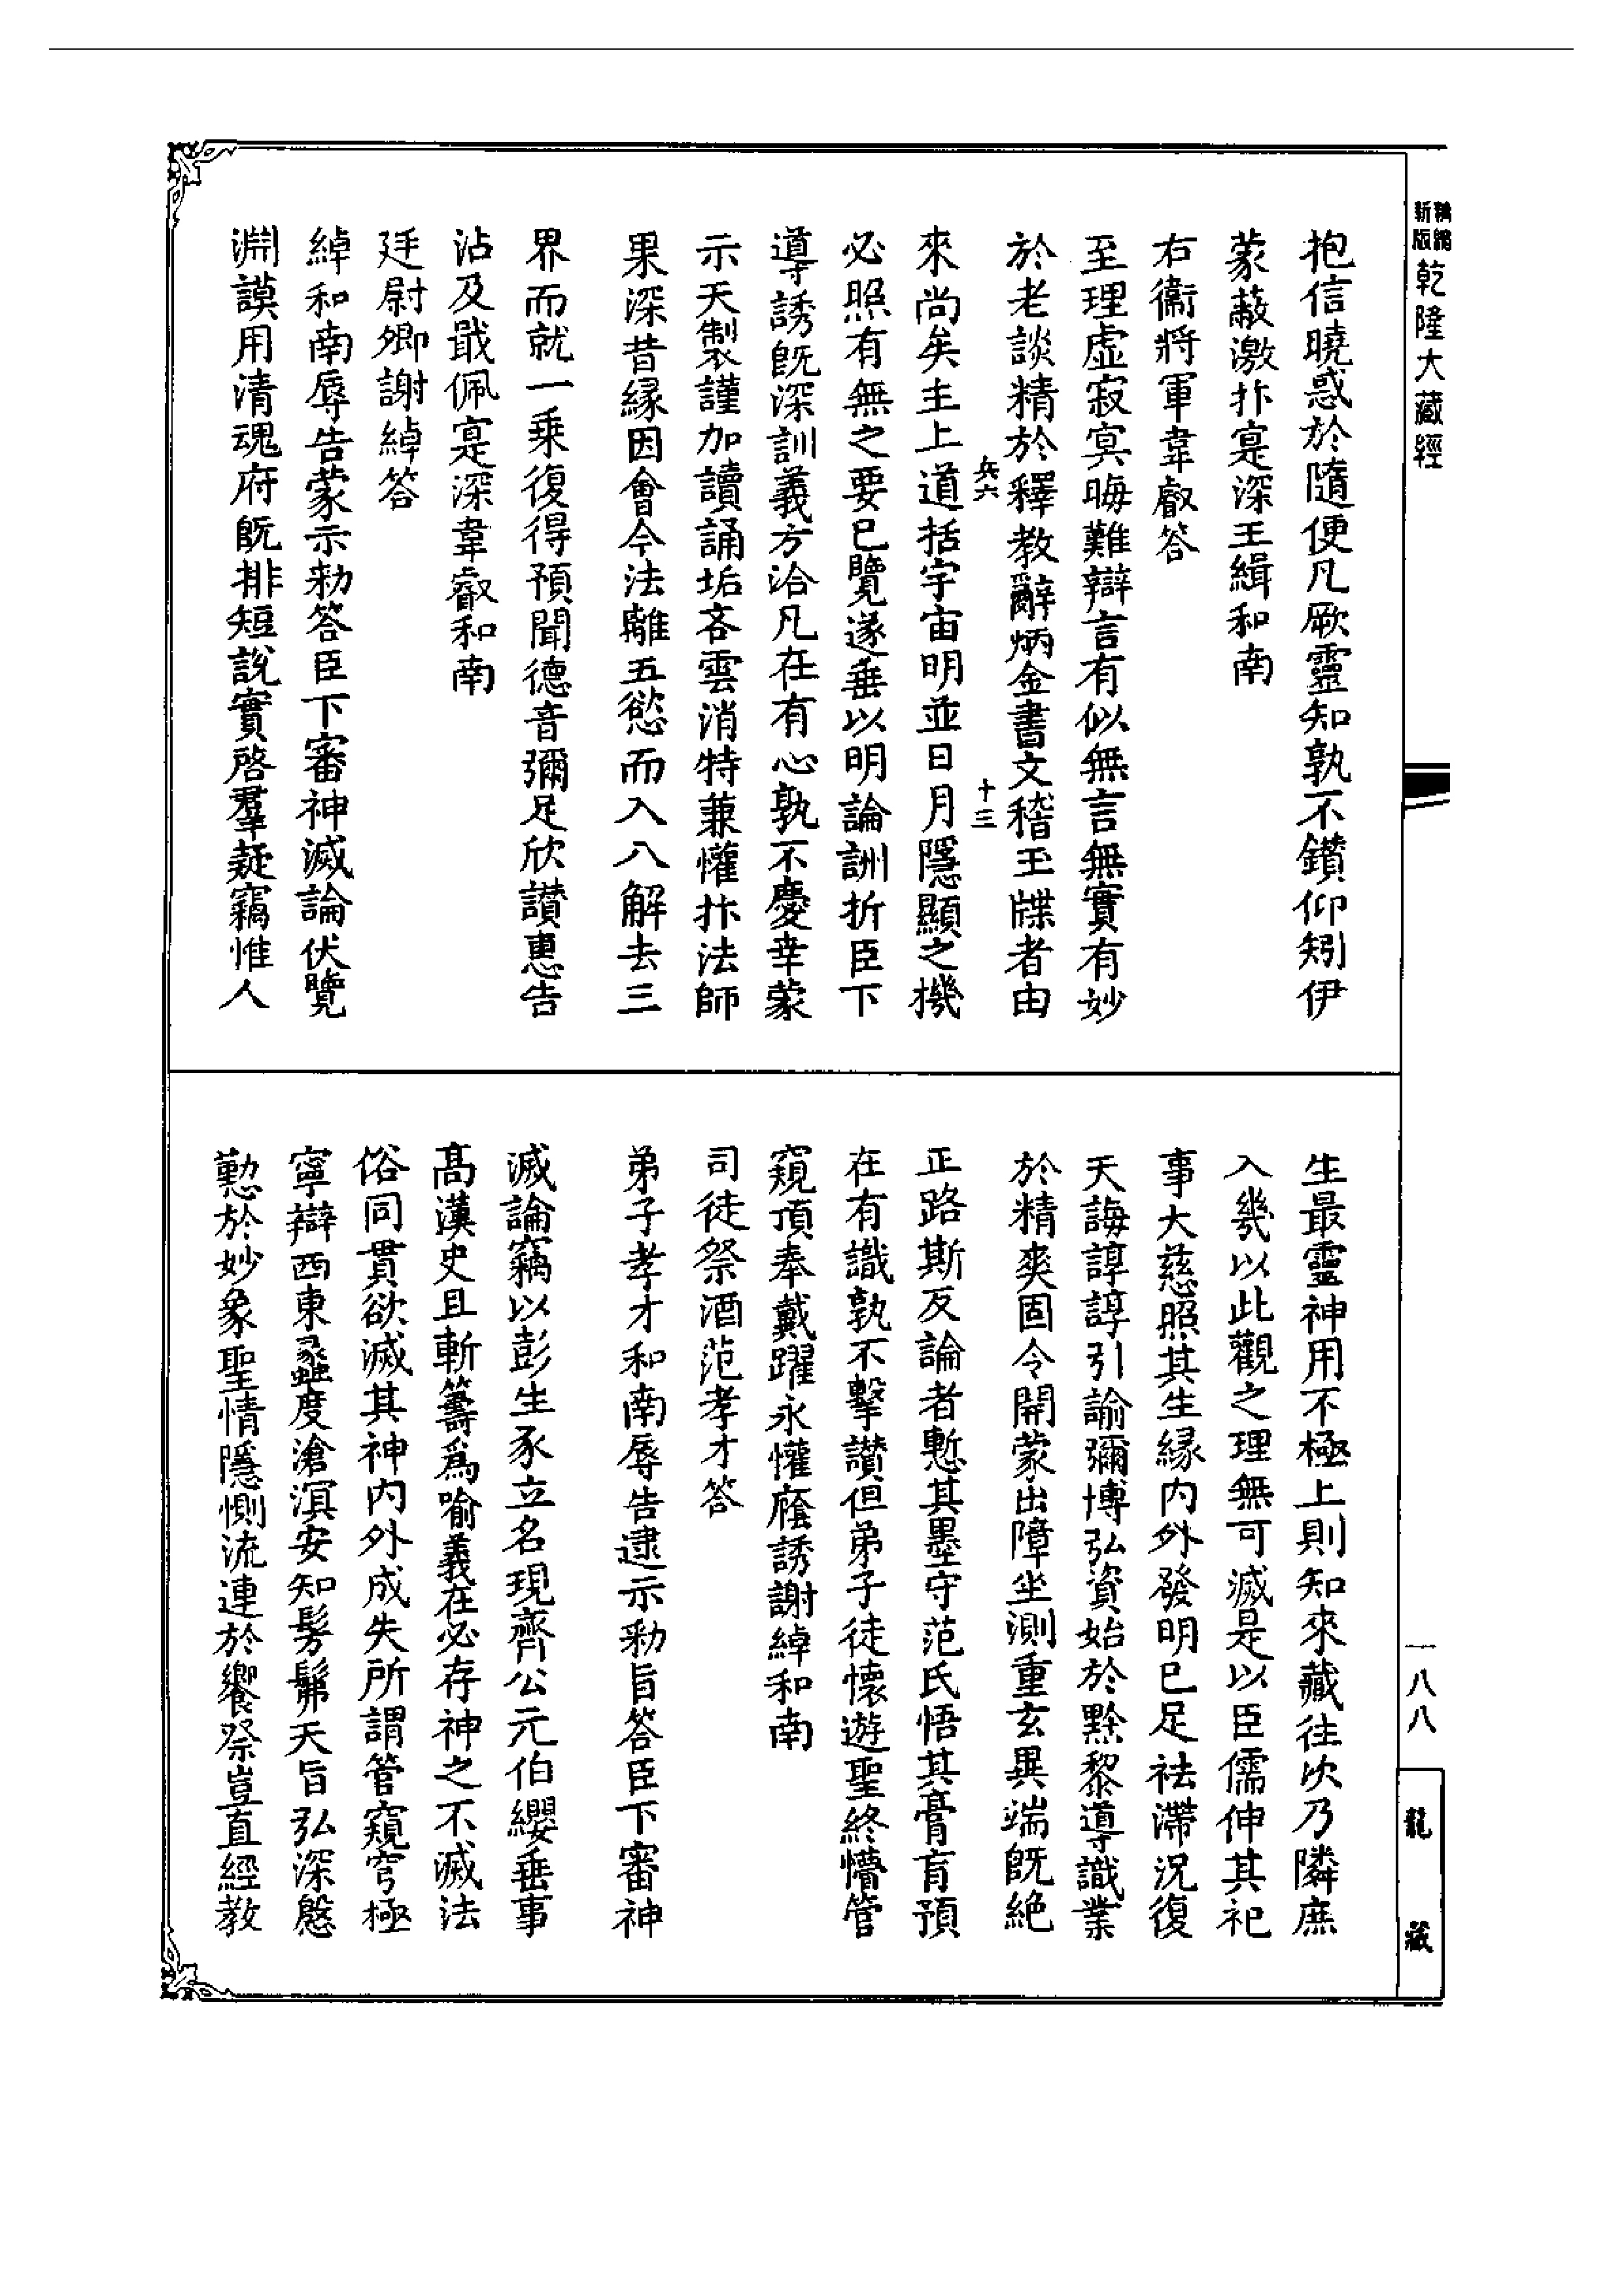 新版精縮
乾隆大藏經
抱信曉惑於隨便凡厥靈知孰不鑽仰矧伊
蒙蔽激抃寔深王緝和南
右衞將軍韋叡答
至理虛寂冥晦難辯言有似無言無實有妙
於老談精於釋教辭炳金書文稽玉牒者由
兵六
十三
來尚矣主上道括宇宙明並日月隱顯之機
必照有無之要已覽遂垂以明論訓折臣下
導誘旣深訓義方洽凡在有心孰不慶幸蒙
示天製謹加讀誦垢吝雲消特兼懽抃法師
果深昔緣因會今法離五慾而入八解去三
界而就一乗復得預聞德音彌足欣讃惠告
沾及戢佩寔深韋叡和南
廷尉卿謝綽答
綽和南辱告蒙示勑答臣下審神滅論伏覽
淵謨用清魂府旣排短說實啓羣疑竊惟人
生最靈神用不極上則知來藏往次乃隣庶
入幾以此觀之理無可滅是以臣儒伸其祀
事大慈照其生緣内外發明已足祛滯況復
天誨諄諄引諭彌博弘資始於黔黎導識業
於精爽固令開蒙出障坐測重玄異端旣絕
正路斯反論者慙其墨守范氏悟其膏肓預
在有識孰不擊讃但弟子徒懷遊聖終懵管
窺頂奉戴躍永懽䕃誘謝綽和南
司徒祭酒范孝才答
弟子孝才和南辱告逮示勑旨答臣下審神
滅論竊以彭生豕立名現齊公元伯纓垂事
高漢史且斬籌爲喻義在必存神之不滅法
俗同貫欲滅其神内外成失所謂管窺穹極
寧辯西東蠡度滄溟安知髣髴天旨弘深慇
懃於妙象聖情隱惻流連於饗祭豈直經教
一八八
龍藏